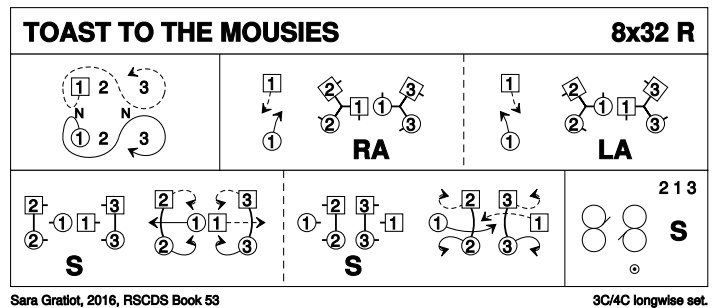 TOAST TO THE MOUSIES 8x32 R
1 2 3
N N
1 2 3
1
1
2 3
1 1
2 3
RA
1
1
2 3
1 1
2 3
LA
2 3
1 1
2 3
S
2 3
1 1
2 3
2 3
1 1
2 3
S
2 3
1 1
2 3
2 1 3
S
Sara Gratiot, 2016, RSCDS Book 53 3C/4C longwise set.